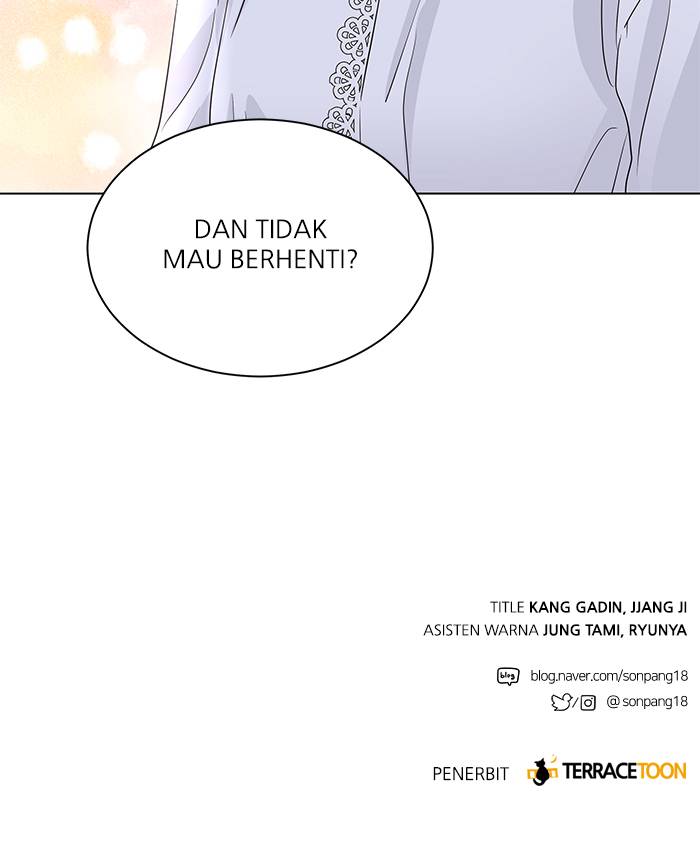 DAN TIDAK
MAU BERHENTI?
TITLE KANG GADIN, JJANG JI
ASISTEN WARNA JUNG TAMI, RYUNYA
blog blog.naver.com/sonpang18
/ @sonpang18
PENERBIT TERRACETOON